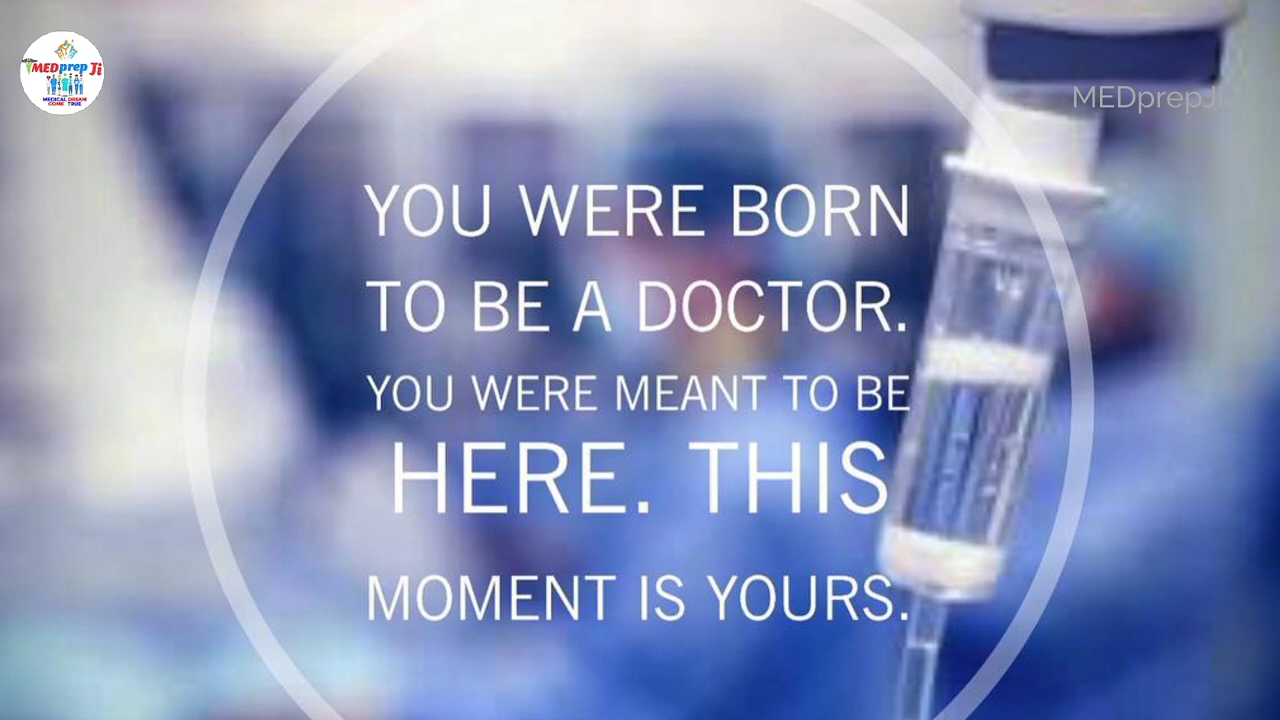 MEDprep Ji
MEDICAL DREAM
COME TRUE
MEDprepJi
YOU WERE BORN
TO BE A DOCTOR.
YOU WERE MEANT TO BE
HERE. THIS
MOMENT IS YOURS.